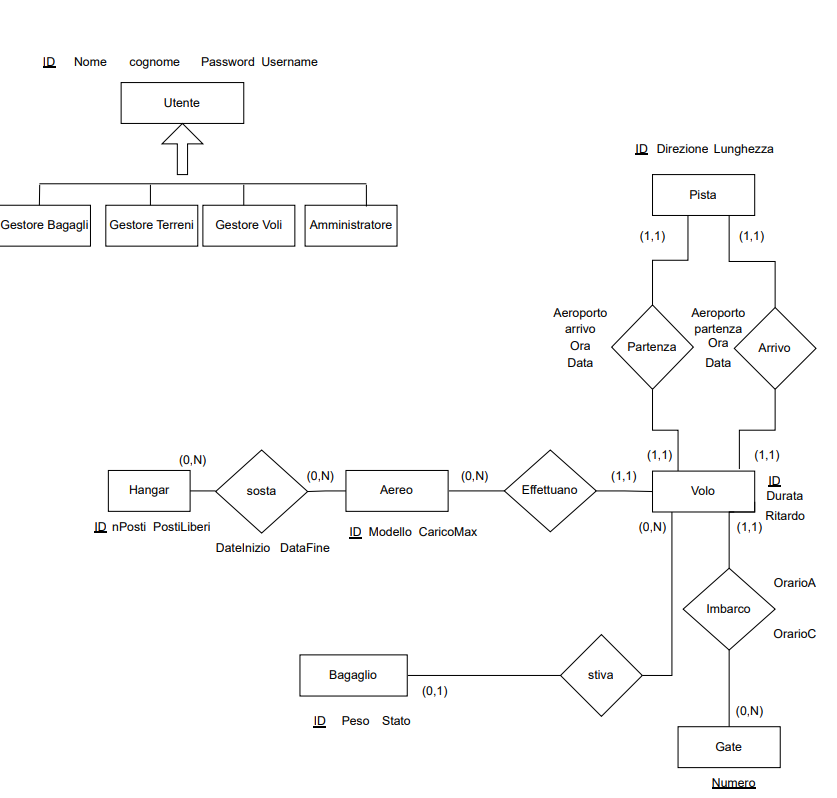 ID Nome cognome Password Username
Utente
Gestore Bagagli Gestore Terreni Gestore Voli Amministratore
ID Direzione Lunghezza
Pista
(1,1) (1,1)
Aeroporto
arrivo
Ora
Data
Partenza
Aeroporto
partenza
Ora
Data
Arrivo
(1,1) (1,1)
(0,N) (0,N) (0,N) (1,1)
Hangar sosta Aereo Effettuano Volo
ID
Durata
Ritardo
ID nPosti PostiLiberi
DateInizio DataFine
ID Modello CaricoMax
(0,N) (1,1)
Imbarco
OrarioA
OrarioC
Bagaglio stiva
(0,1)
ID Peso Stato
(0,N)
Gate
Numero